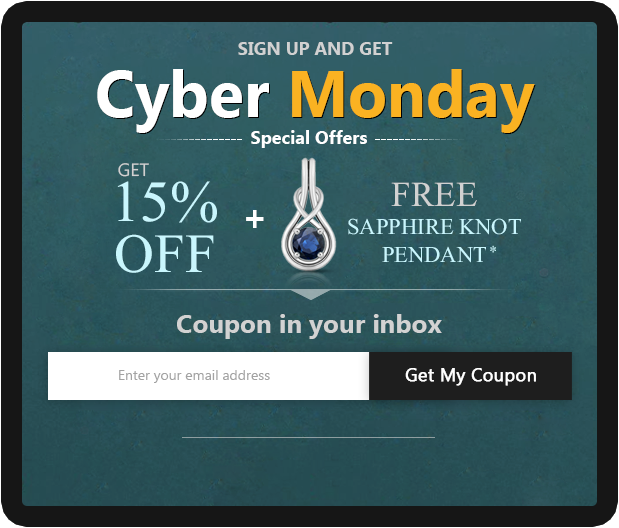 SIGN UP AND GET
Cyber Monday
Special Offers
GET
15%
OFF
+
FREE
SAPPHIRE KNOT
PENDANT*
Coupon in your inbox
Enter your email address
Get My Coupon